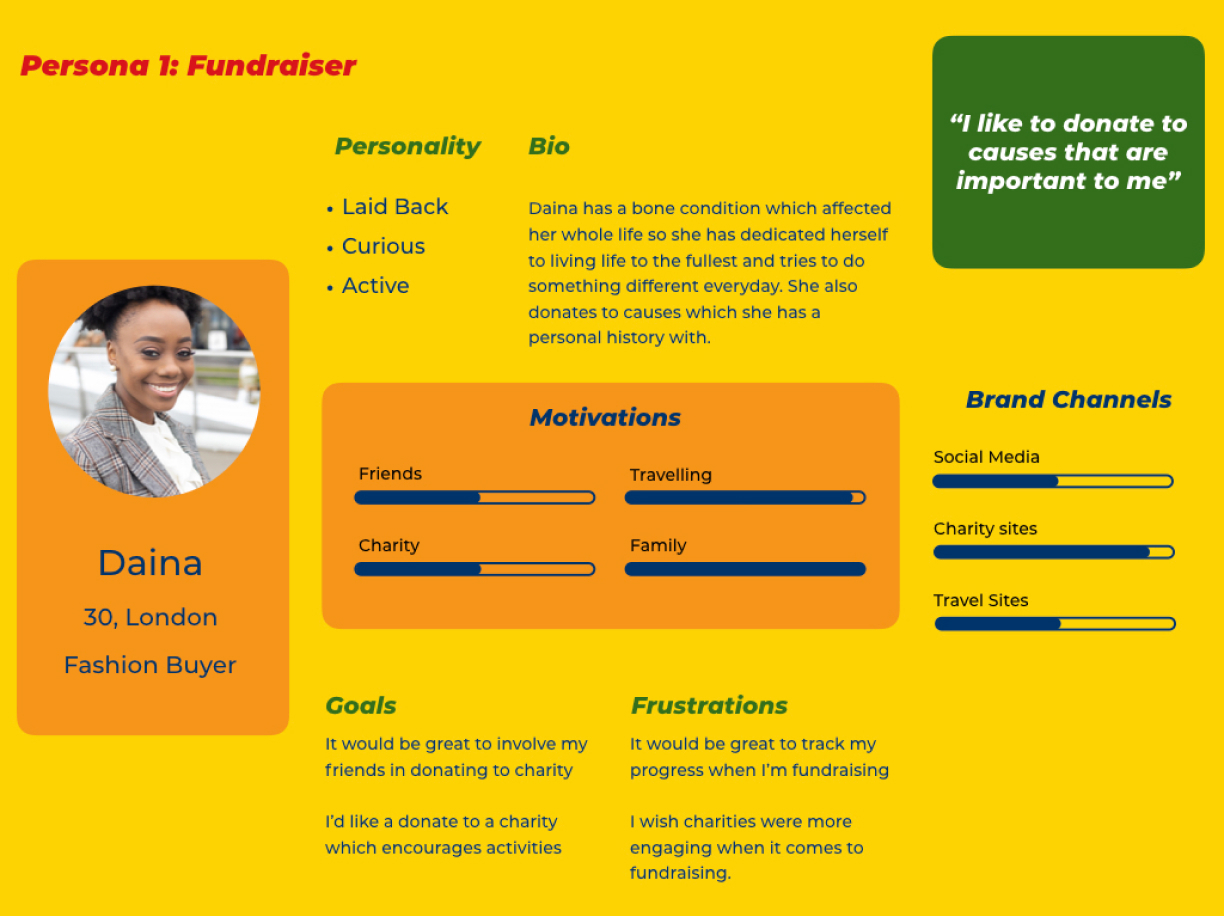 Persona 1: Fundraiser
“I like to donate to
causes that are
important to me”
Personality
• Laid Back
• Curious
• Active
Bio
Daina has a bone condition which affected
her whole life so she has dedicated herself
to living life to the fullest and tries to do
something different everyday. She also
donates to causes which she has a
personal history with.
Daina
30, London
Fashion Buyer
Motivations
Friends
Travelling
Charity
Family
Brand Channels
Social Media
Charity sites
Travel Sites
Goals
It would be great to involve my
friends in donating to charity
I’d like a donate to a charity
which encourages activities
Frustrations
It would be great to track my
progress when I’m fundraising
I wish charities were more
engaging when it comes to
fundraising.